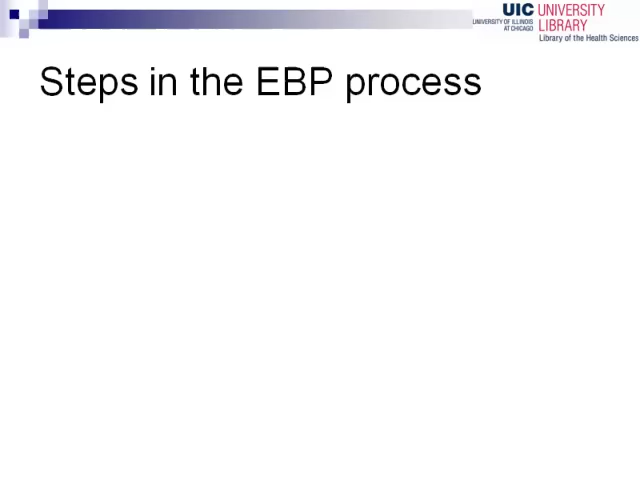 UIC UNIVERSITY
UNIVERSITY OF ILLINOIS
AT CHICAGO LIBRARY
Library of the Health Sciences
Steps in the EBP process